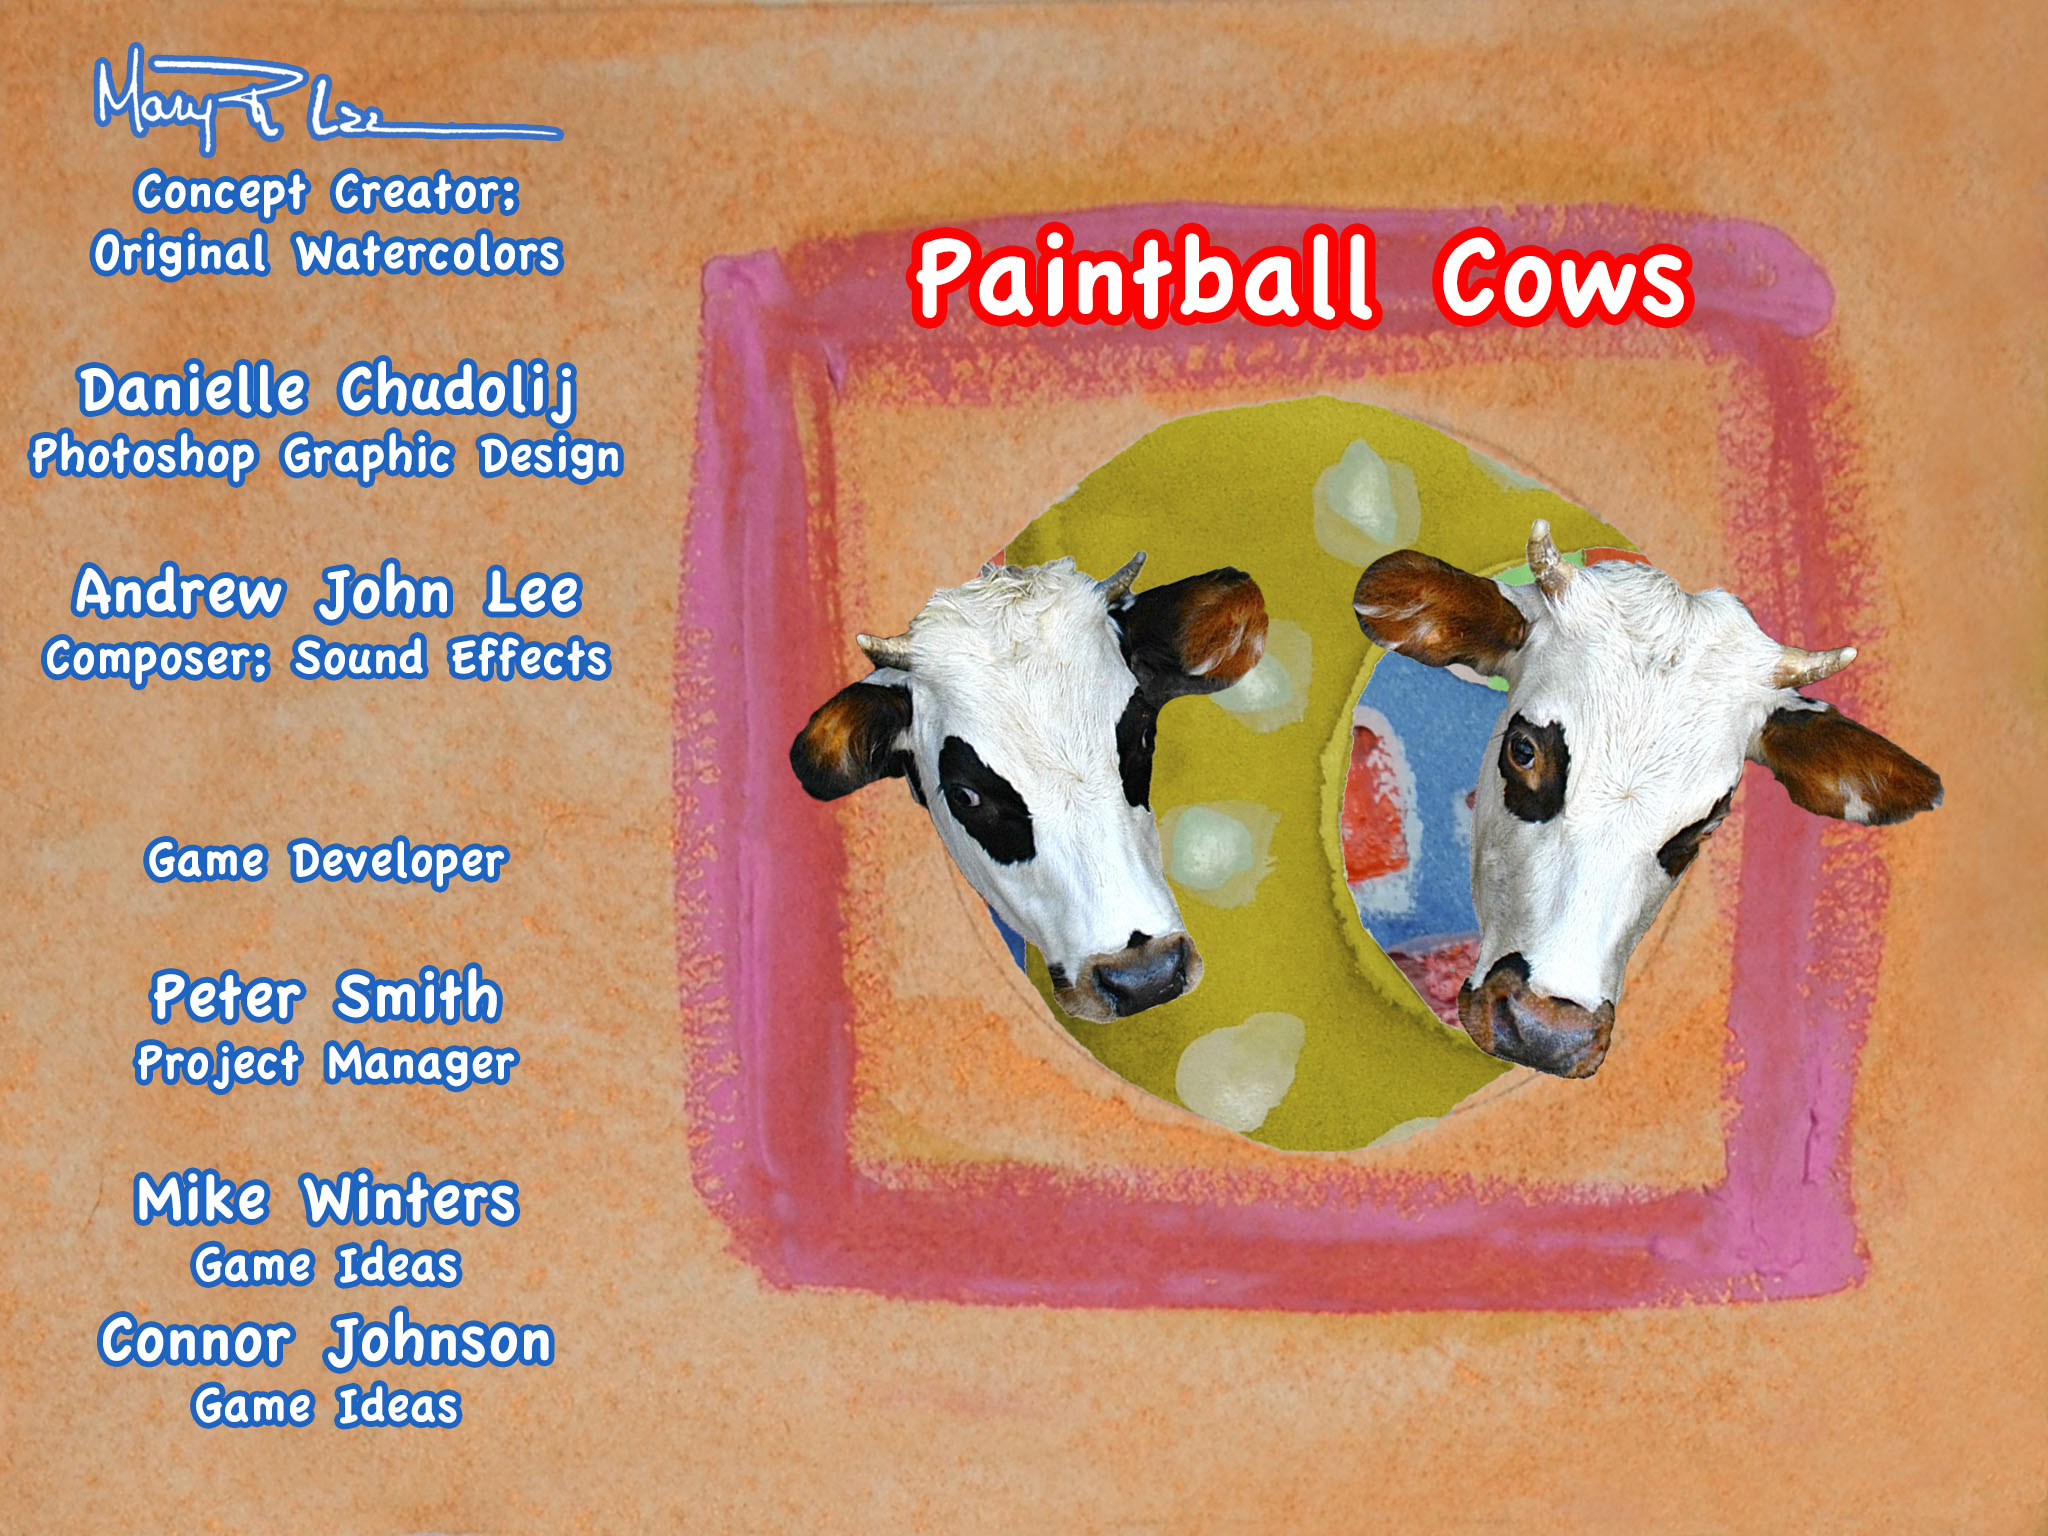 Mary R Lee
Concept Creator;
Original Watercolors
Danielle Chudolij
Photoshop Graphic Design
Andrew John Lee
Composer; Sound Effects
Game Developer
Peter Smith
Project Manager
Mike Winters
Game Ideas
Connor Johnson
Game Ideas
Paintball Cows